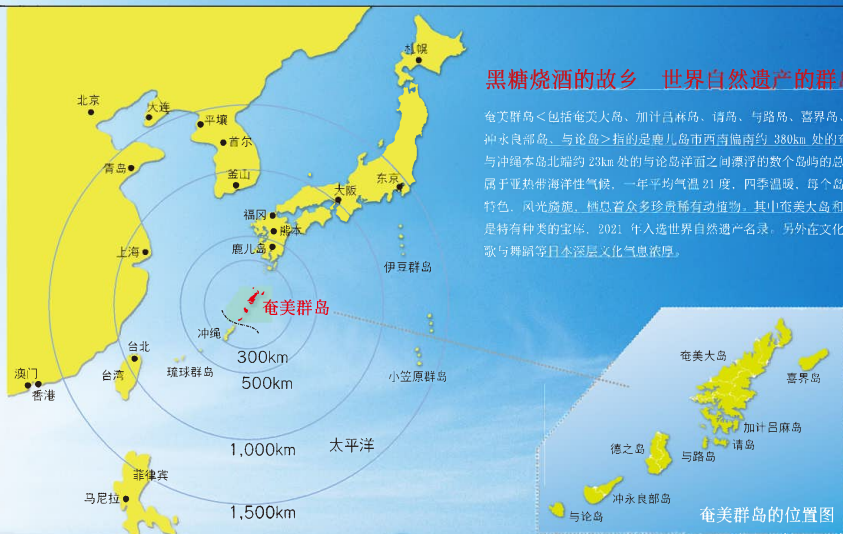 黑糖烧酒的故乡　世界自然遗产的群岛
奄美群岛<包括奄美大岛、加计吕麻岛、请岛、与路岛、喜界岛、
冲永良部岛、与论岛>指的是鹿儿岛市西南偏南约 380km 处的奄
与冲绳本岛北端约 23km 处的与论岛洋面之间漂浮的数个岛屿的总
属于亚热带海洋性气候，一年平均气温 21 度，四季温暖，每个岛
特色，风光旖旎，栖息着众多珍贵稀有动植物。其中奄美大岛和
是特有种类的宝库，2021 年入选世界自然遗产名录。另外在文化
歌与舞蹈等日本深层文化气息浓厚。
札幌
北京
大连
平壤
首尔
青岛
釜山
东京
大阪
福冈
熊本
鹿儿岛
上海
伊豆群岛
奄美群岛
冲绳
台北
300km
琉球群岛
500km
小笠原群岛
澳门
香港
台湾
1,000km
太平洋
菲律宾
马尼拉
1,500km
奄美大岛
喜界岛
加计吕麻岛
请岛
与路岛
德之岛
冲永良部岛
与论岛
奄美群岛的位置图